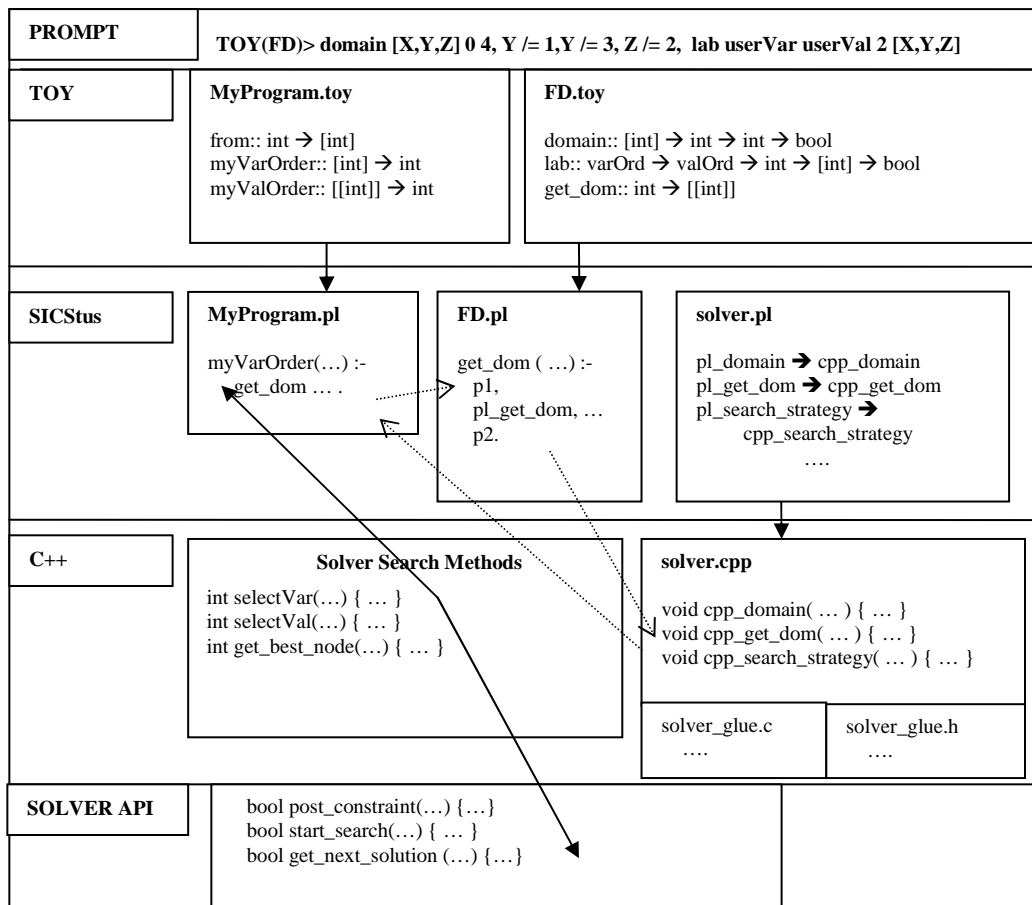 PROMPT
TOY(FD)> domain [X,Y,Z] 0 4, Y /= 1,Y /= 3, Z /= 2,  lab userVar userVal 2 [X,Y,Z]
TOY
MyProgram.toy
from:: int → [int]
myVarOrder:: [int] → int
myValOrder:: [[int]] → int
FD.toy
domain:: [int] → int → int → bool
lab:: varOrd → valOrd → int → [int] → bool
get_dom:: int → [[int]]
SICStus
MyProgram.pl
myVarOrder(…) :-
get_dom … .
FD.pl
get_dom ( …) :-
p1,
pl_get_dom, …
p2.
solver.pl
pl_domain ➔ cpp_domain
pl_get_dom ➔ cpp_get_dom
pl_search_strategy ➔
cpp_search_strategy
….
C++
Solver Search Methods
int selectVar(…) { … }
int selectVal(…) { … }
int get_best_node(…) { … }
solver.cpp
void cpp_domain( … ) { … }
void cpp_get_dom( … ) { … }
void cpp_search_strategy( … ) { … }
solver_glue.c
….
solver_glue.h
….
SOLVER API
bool post_constraint(…) {…}
bool start_search(…) { … }
bool get_next_solution (…) {…}